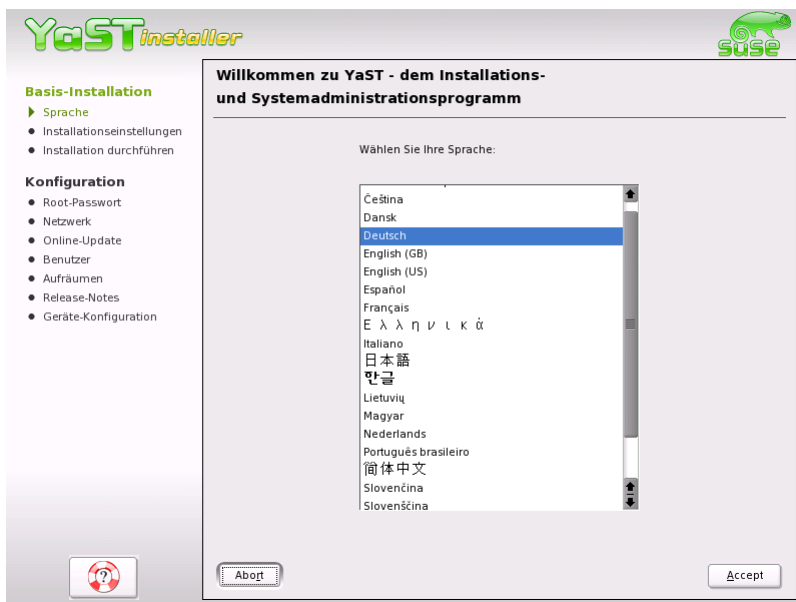 YaST installer
SUSE
Basis-Installation
Sprache
Installationseinstellungen
Installation durchführen
Konfiguration
Root-Passwort
Netzwerk
Online-Update
Benutzer
Aufräumen
Release-Notes
Geräte-Konfiguration
Willkommen zu YaST - dem Installations-
und Systemadministrationsprogramm
Wählen Sie Ihre Sprache:
Čeština
Dansk
Deutsch
English (GB)
English (US)
Español
Français
Ελληνικά
Italiano
日本語
한글
Lietuvių
Magyar
Nederlands
Português brasileiro
简体中文
Slovenčina
Slovenščina
?
Abort
Accept